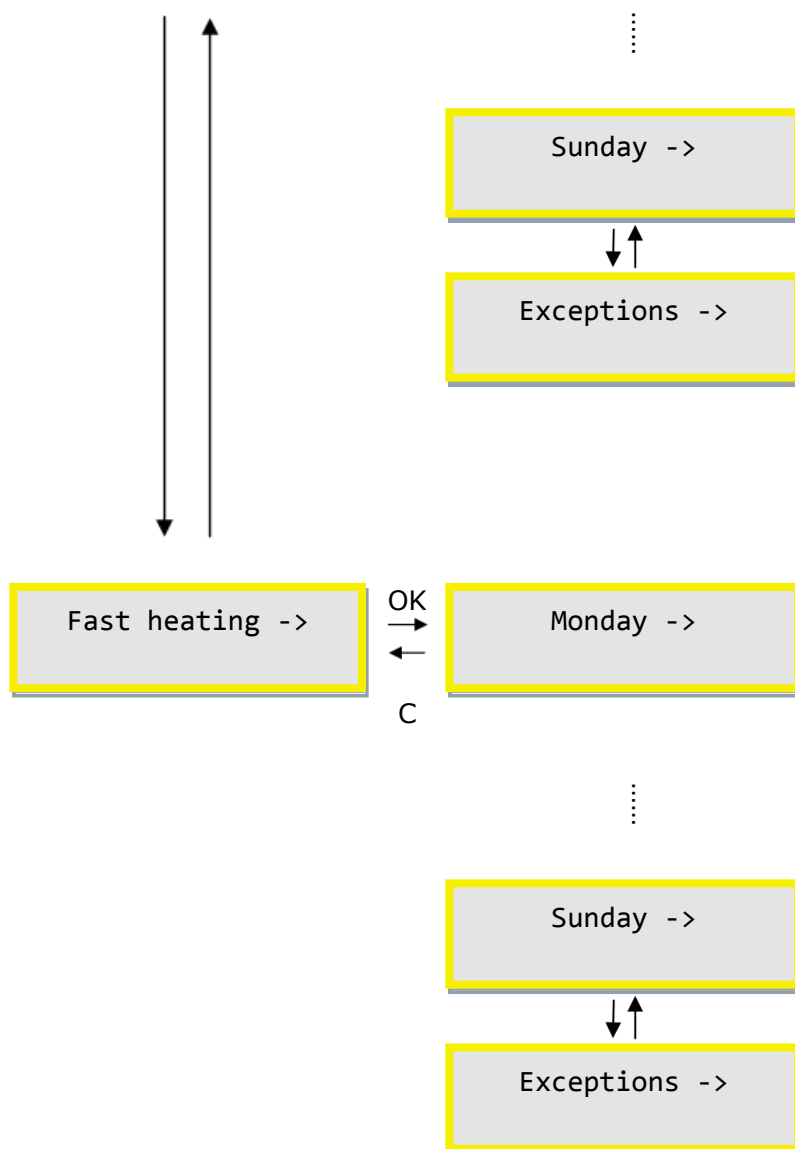 Sunday ->
Exceptions ->
Fast heating ->
OK
Monday ->
C
Sunday ->
Exceptions ->